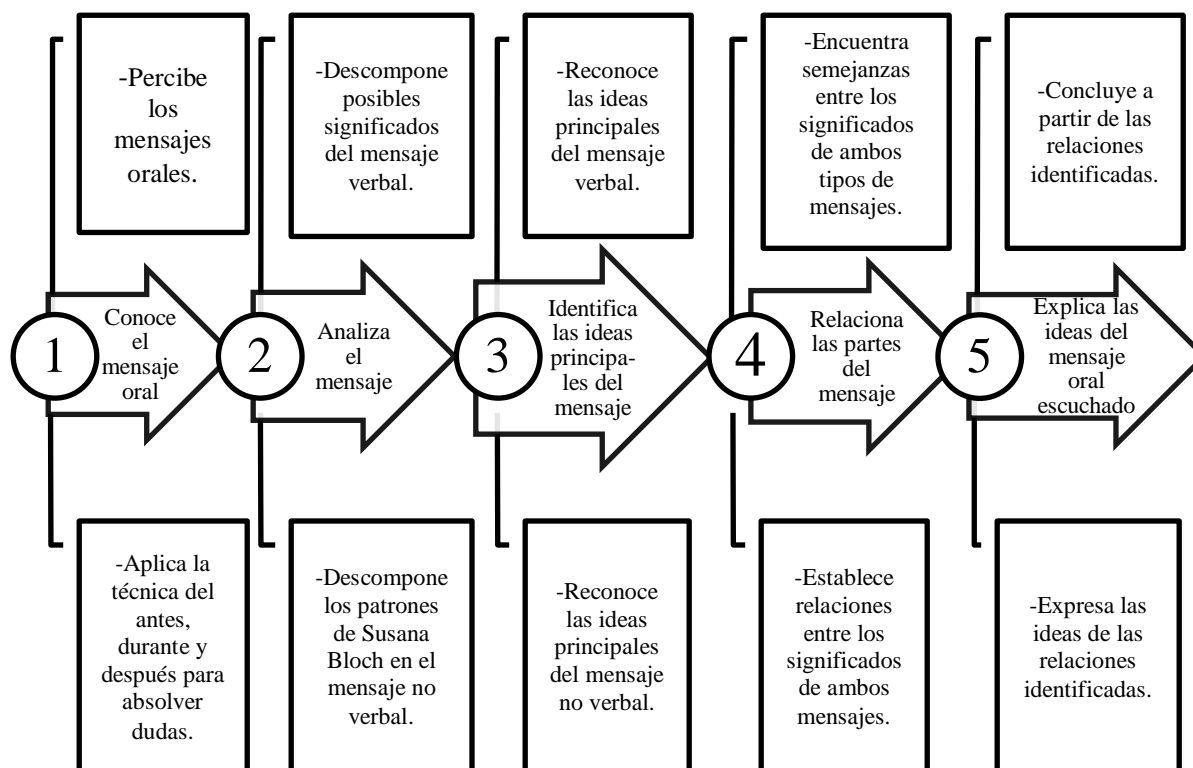 -Percibe
los
mensajes
orales.
-Descompone
posibles
significados
del mensaje
verbal.
-Reconoce
las ideas
principales
del mensaje
verbal.
-Encuentra
semejanzas
entre los
significados
de ambos
tipos de
mensajes.
-Concluye a
partir de las
relaciones
identificadas.
1
Conoce
el
mensaje
oral
2
Analiza
el
mensaje
3
Identifica
las ideas
principa-
les del
mensaje
4
Relaciona
las partes
del
mensaje
5
Explica las
ideas del
mensaje
oral
escuchado
-Aplica la
técnica del
antes,
durante y
después para
absolver
dudas.
-Descompone
los patrones
de Susana
Bloch en el
mensaje no
verbal.
-Reconoce
las ideas
principales
del mensaje
no verbal.
-Establece
relaciones
entre los
significados
de ambos
mensajes.
-Expresa las
ideas de las
relaciones
identificadas.